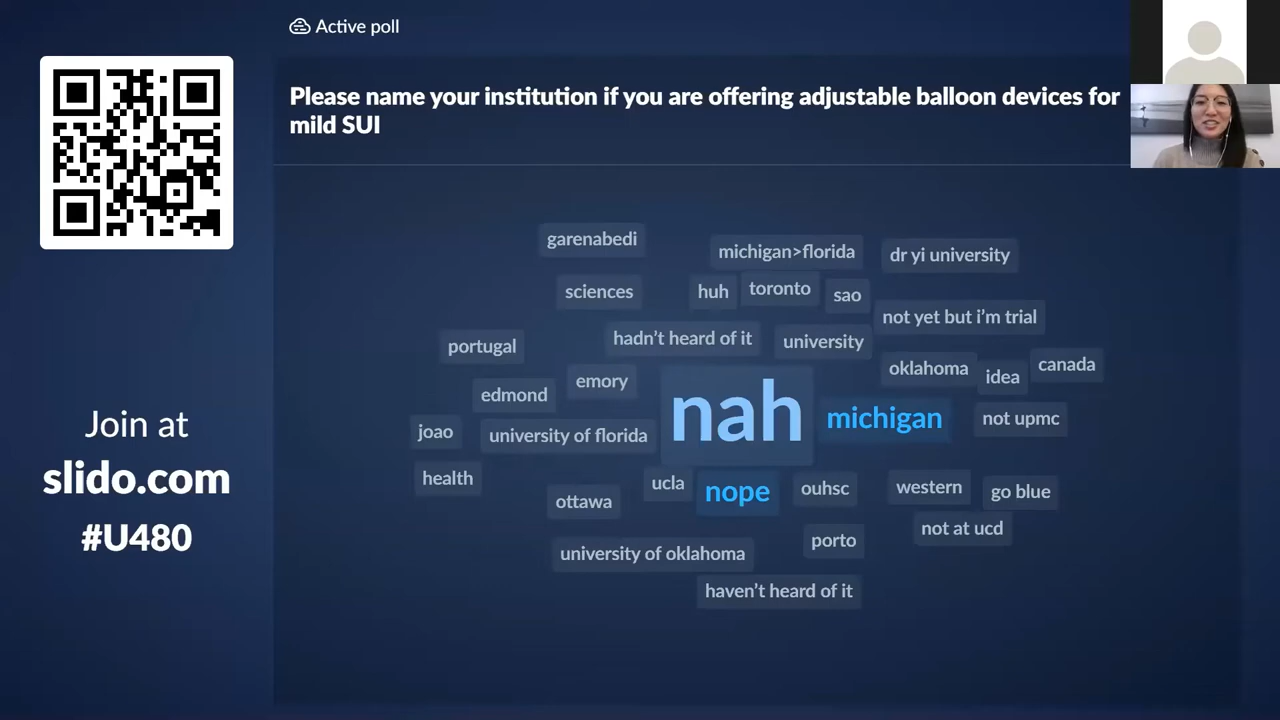 Active poll
Please name your institution if you are offering adjustable balloon devices for
mild SUI
garenabedi
michigan>florida
dr yi university
sciences
huh
toronto
sao
not yet but i’m trial
portugal
hadn’t heard of it
university
oklahoma
idea
canada
edmond
emory
nah
michigan
not upmc
joao
university of florida
health
ottawa
ucla
nope
ouhsc
western
go blue
not at ucd
university of oklahoma
porto
haven’t heard of it
Join at
slido.com
#U480